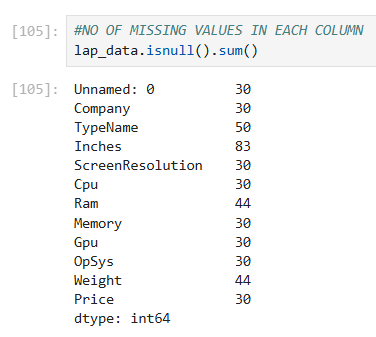 [105]: #NO OF MISSING VALUES IN EACH COLUMN
lap_data.isnull().sum()
[105]: Unnamed: 0 30
Company 30
TypeName 50
Inches 83
ScreenResolution 30
Cpu 30
Ram 44
Memory 30
Gpu 30
OpSys 30
Weight 44
Price 30
dtype: int64